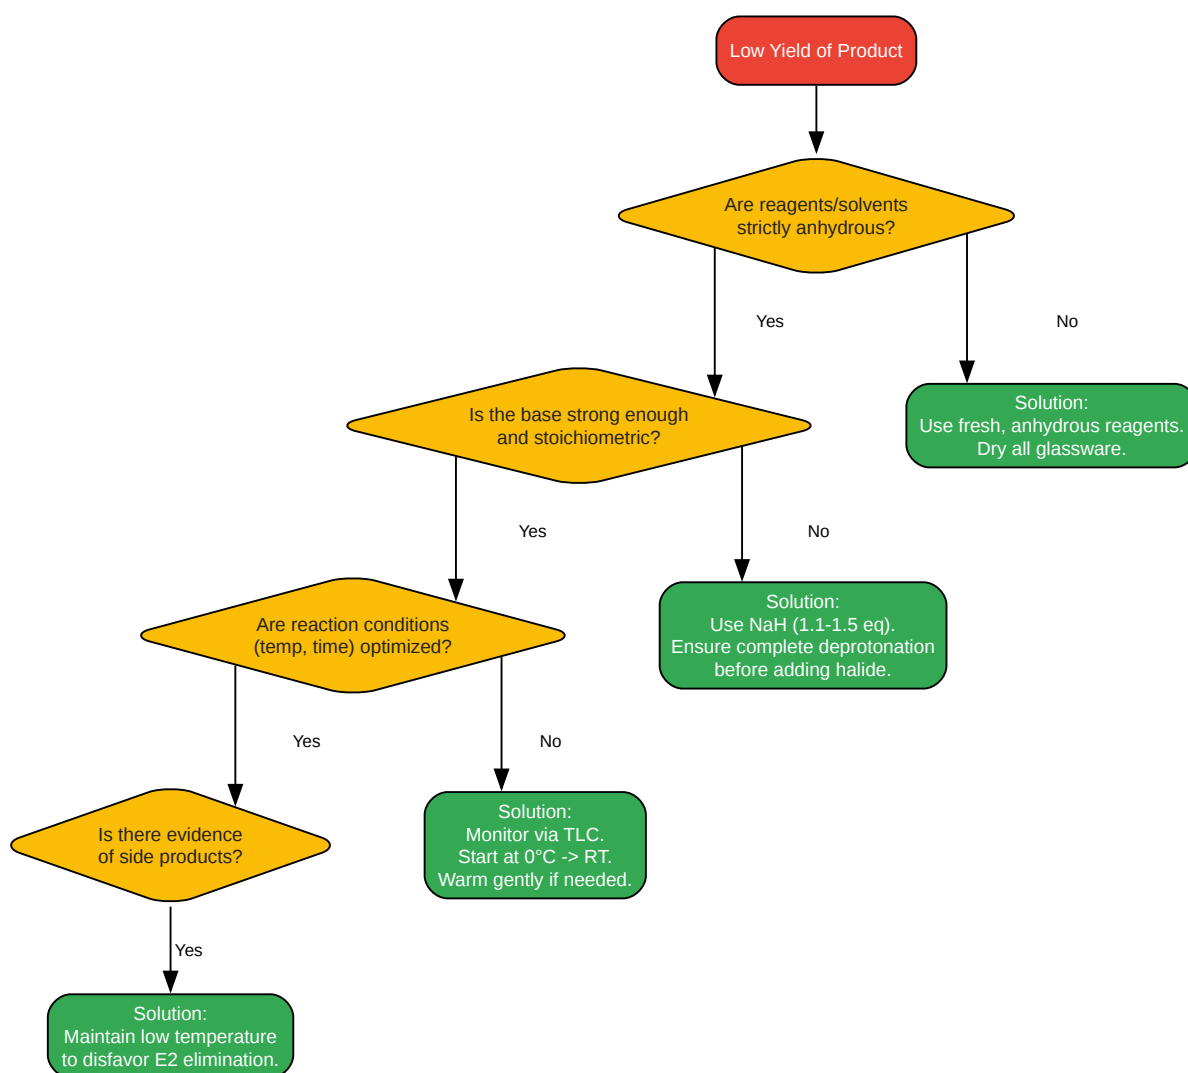 Low Yield of Product
Are reagents/solvents
strictly anhydrous?
Yes
No
Is the base strong enough
and stoichiometric?
Solution:
Use fresh, anhydrous reagents.
Dry all glassware.
Yes
No
Are reaction conditions
(temp, time) optimized?
Solution:
Use NaH (1.1-1.5 eq).
Ensure complete deprotonation
before adding halide.
Yes
No
Is there evidence
of side products?
Solution:
Monitor via TLC.
Start at 0°C -> RT.
Warm gently if needed.
Yes
Solution:
Maintain low temperature
to disfavor E2 elimination.